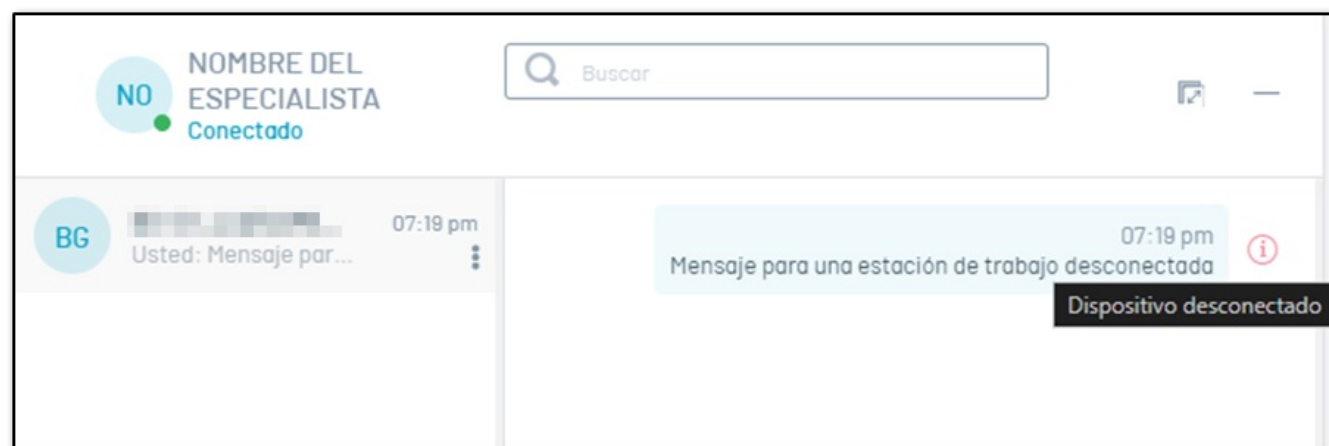 NO
NOMBRE DEL
ESPECIALISTA
Conectado
Buscar
BG
07:19 pm
Usted: Mensaje par...
07:19 pm
Mensaje para una estación de trabajo desconectada
Dispositivo desconectado